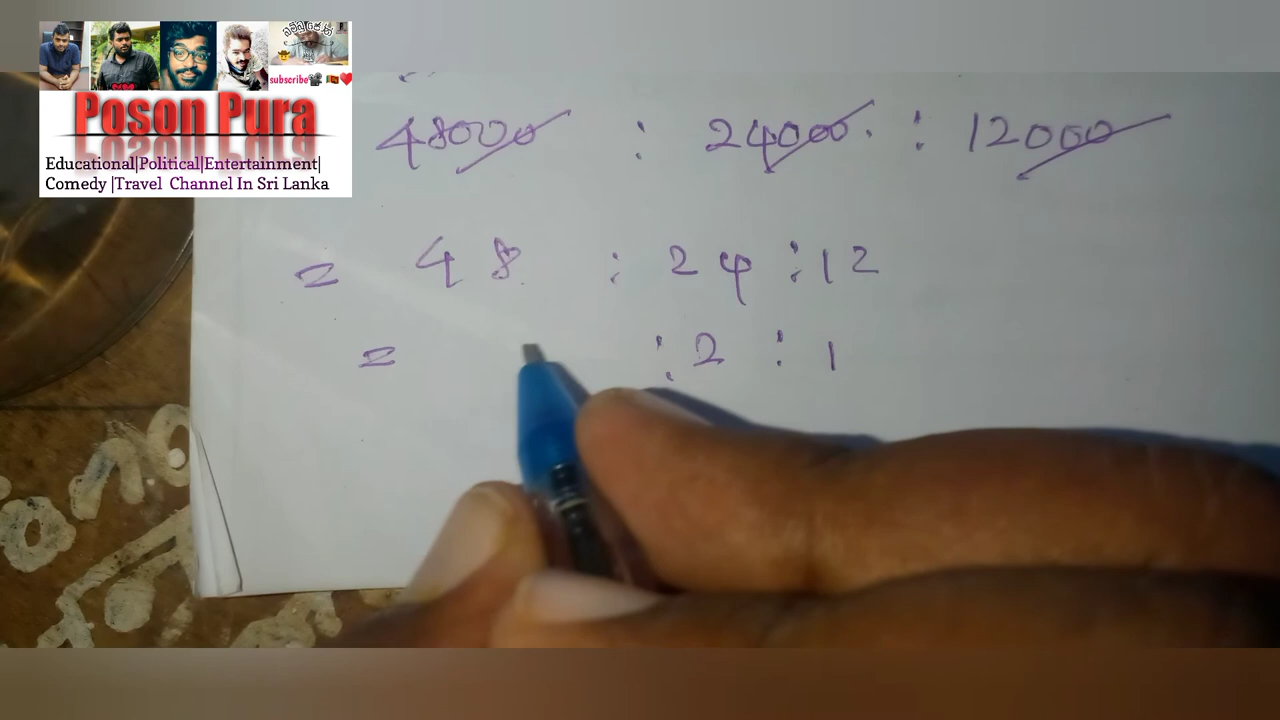 subscribe
Poson Pura
Educational|Political|Entertainment|
Comedy |Travel Channel In Sri Lanka
48000 : 24000 : 12000
= 48 : 24 : 12
= : 2 : 1